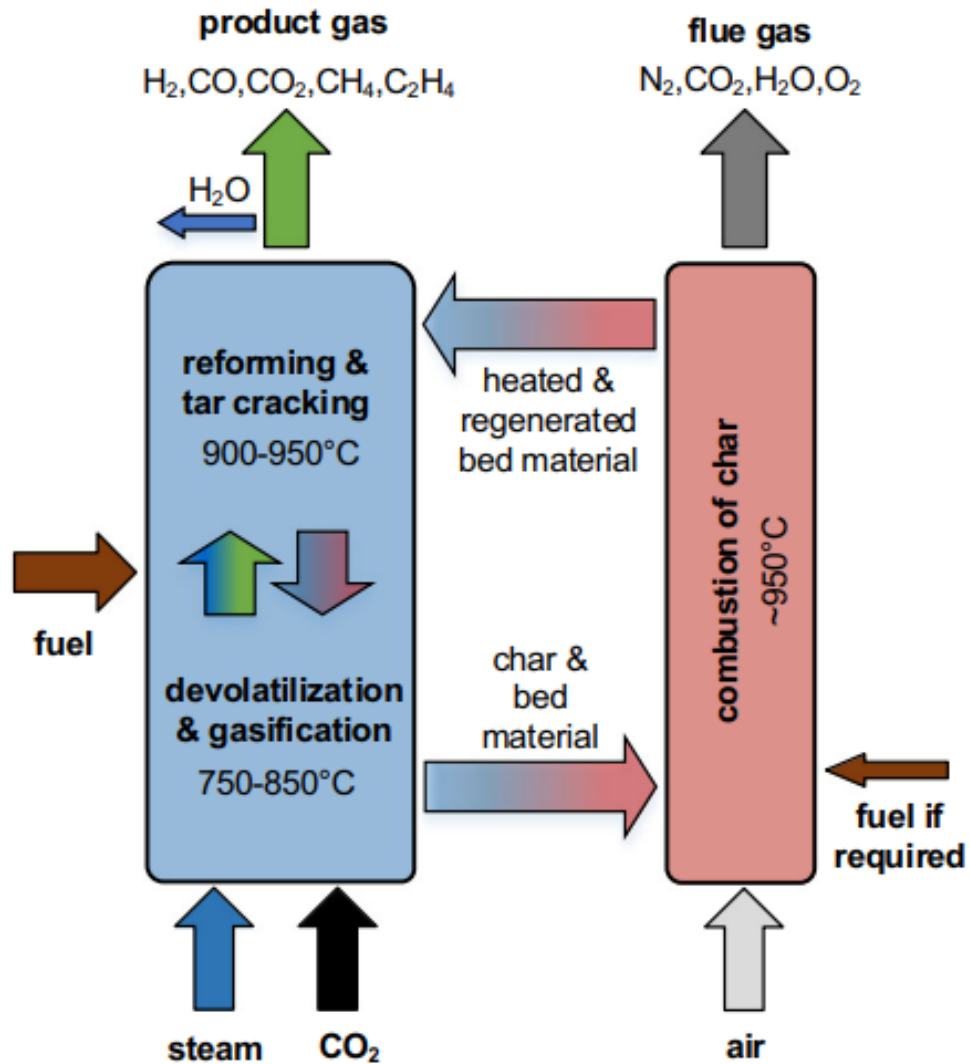 product gas
H₂,CO,CO₂,CH₄,C₂H₄
flue gas
N₂,CO₂,H₂O,O₂
H₂O
reforming &
tar cracking
900-950°C
heated &
regenerated
bed material
combustion of char
~950°C
fuel
devolatilization
& gasification
750-850°C
char &
bed
material
fuel if
required
steam
CO₂
air